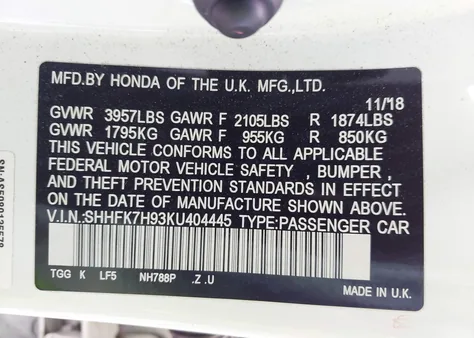 MFD.BY HONDA OF THE U.K. MFG.,LTD.
11/18
GVWR 3957LBS GAWR F 2105LBS R 1874LBS
GVWR 1795KG GAWR F 955KG R 850KG
THIS VEHICLE CONFORMS TO ALL APPLICABLE
FEDERAL MOTOR VEHICLE SAFETY , BUMPER ,
AND THEFT PREVENTION STANDARDS IN EFFECT
ON THE DATE OF MANUFACTURE SHOWN ABOVE.
V.I.N.:SHHFK7H93KU404445 TYPE:PASSENGER CAR
TGG K LF5 NH788P .Z .U
MADE IN U.K.